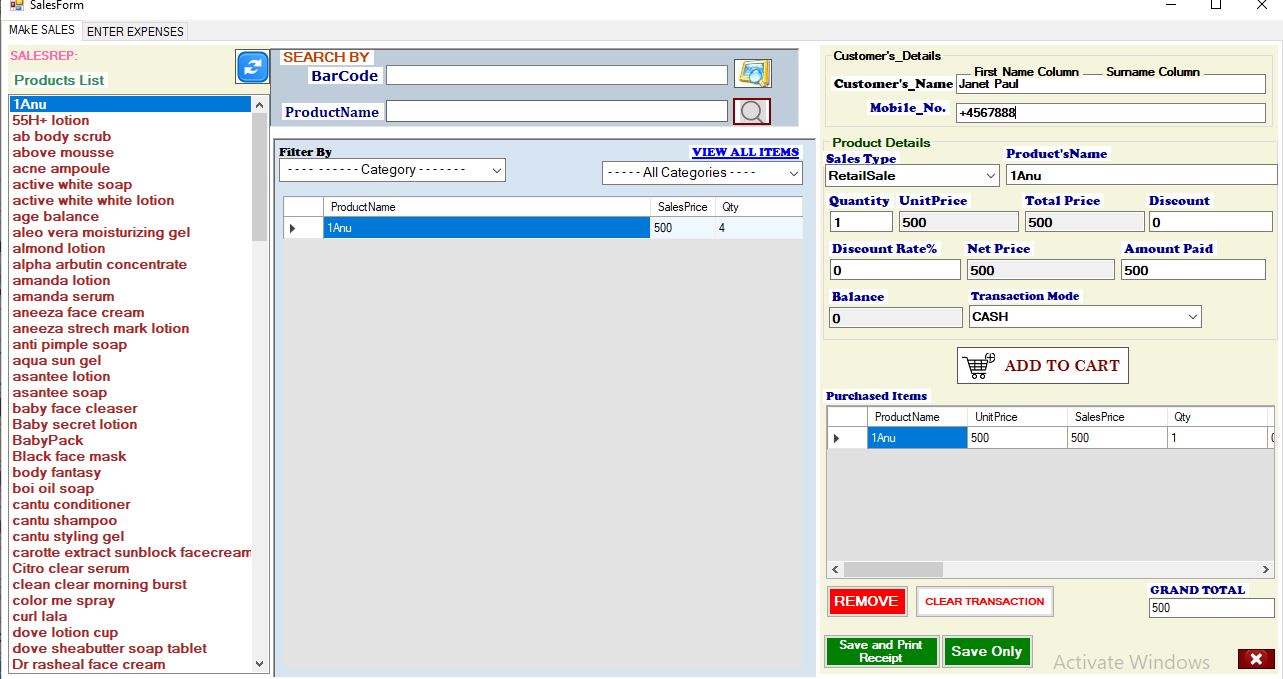 SalesForm
MAkE SALES
ENTER EXPENSES
SALESREP:
Products List
1Anu
55H+ lotion
ab body scrub
above mousse
acne ampoule
active white soap
active white white lotion
age balance
aleo vera moisturizing gel
almond lotion
alpha arbutin concentrate
amanda lotion
amanda serum
aneeza face cream
aneeza strech mark lotion
anti pimple soap
aqua sun gel
asantee lotion
asantee soap
baby face cleaser
Baby secret lotion
BabyPack
Black face mask
body fantasy
boi oil soap
cantu conditioner
cantu shampoo
cantu styling gel
carotte extract sunblock facecream
Citro clear serum
clean clear morning burst
color me spray
curl lala
dove lotion cup
dove sheabutter soap tablet
Dr rasheal face cream
SEARCH BY
BarCode
ProductName
Filter By
VIEW ALL ITEMS
- - - - - - - - - - Category - - - - - - -
- - - - - All Categories - - - -
ProductName SalesPrice Qty
1Anu 500 4
Customer's_Details
First Name Column Surname Column
Customer's_Name Janet Paul
Mobile_No. +4567888
Product Details
Sales Type Product'sName
RetailSale 1Anu
Quantity UnitPrice Total Price Discount
1 500 500 0
Discount Rate% Net Price Amount Paid
0 500 500
Balance Transaction Mode
0 CASH
ADD TO CART
Purchased Items
ProductName UnitPrice SalesPrice Qty
1Anu 500 500 1
REMOVE
CLEAR TRANSACTION
GRAND TOTAL
500
Save and Print
Receipt
Save Only
Activate Windows